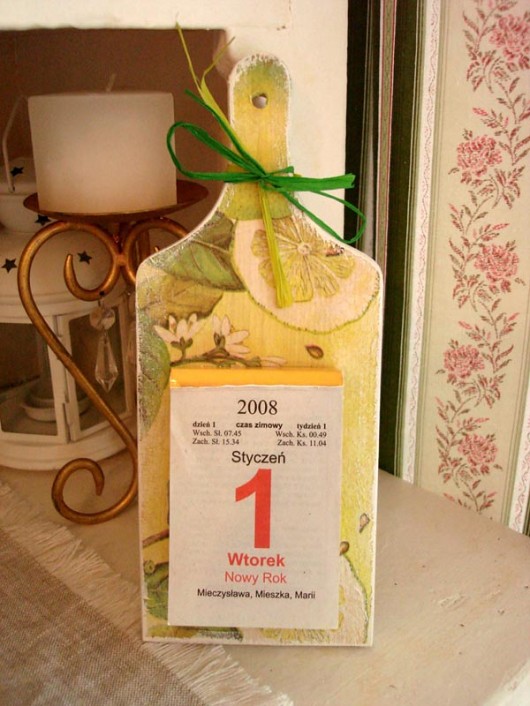 2008
dzień 1 czas zimowy tydzień 1
Wsch. Sł. 07.45 Wsch. Ks. 00.49
Zach. Sł. 15.34 Zach. Ks. 11.04
Styczeń
1
Wtorek
Nowy Rok
Mieczysława, Mieszka, Marii